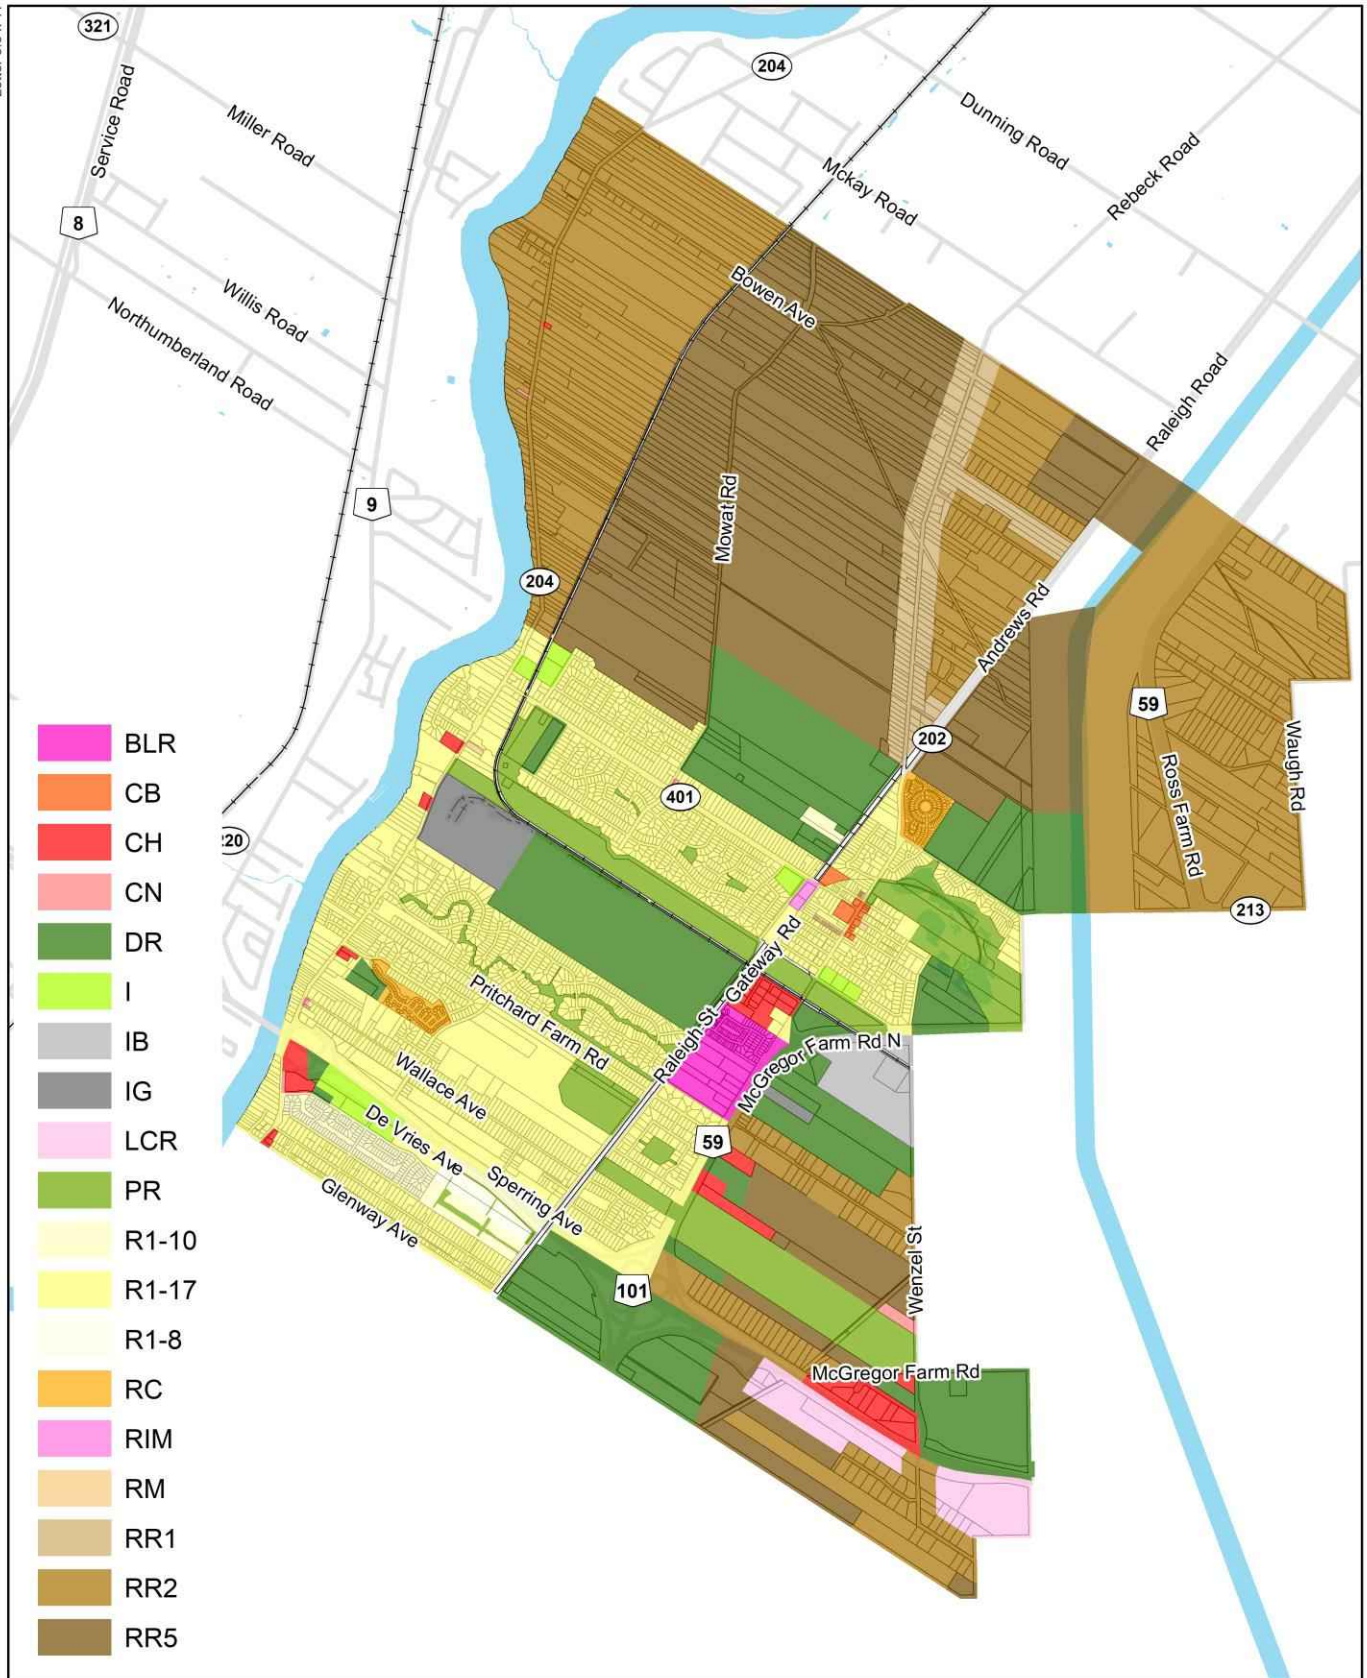 321
204
Service Road
Miller Road
Dunning Road
Mckay Road
Rebeck Road
8
Willis Road
Northumberland Road
Bowen Ave
Raleigh Road
9
Mowat Rd
204
Andrews Rd
59
202
Waugh Rd
Ross Farm Rd
401
213
Gateway Rd
Raleigh St
Pritchard Farm Rd
McGregor Farm Rd N
Wallace Ave
De Vries Ave
59
Sperring Ave
Glenway Ave
Wenzel St
101
McGregor Farm Rd
20
BLR
CB
CH
CN
DR
I
IB
IG
LCR
PR
R1-10
R1-17
R1-8
RC
RIM
RM
RR1
RR2
RR5